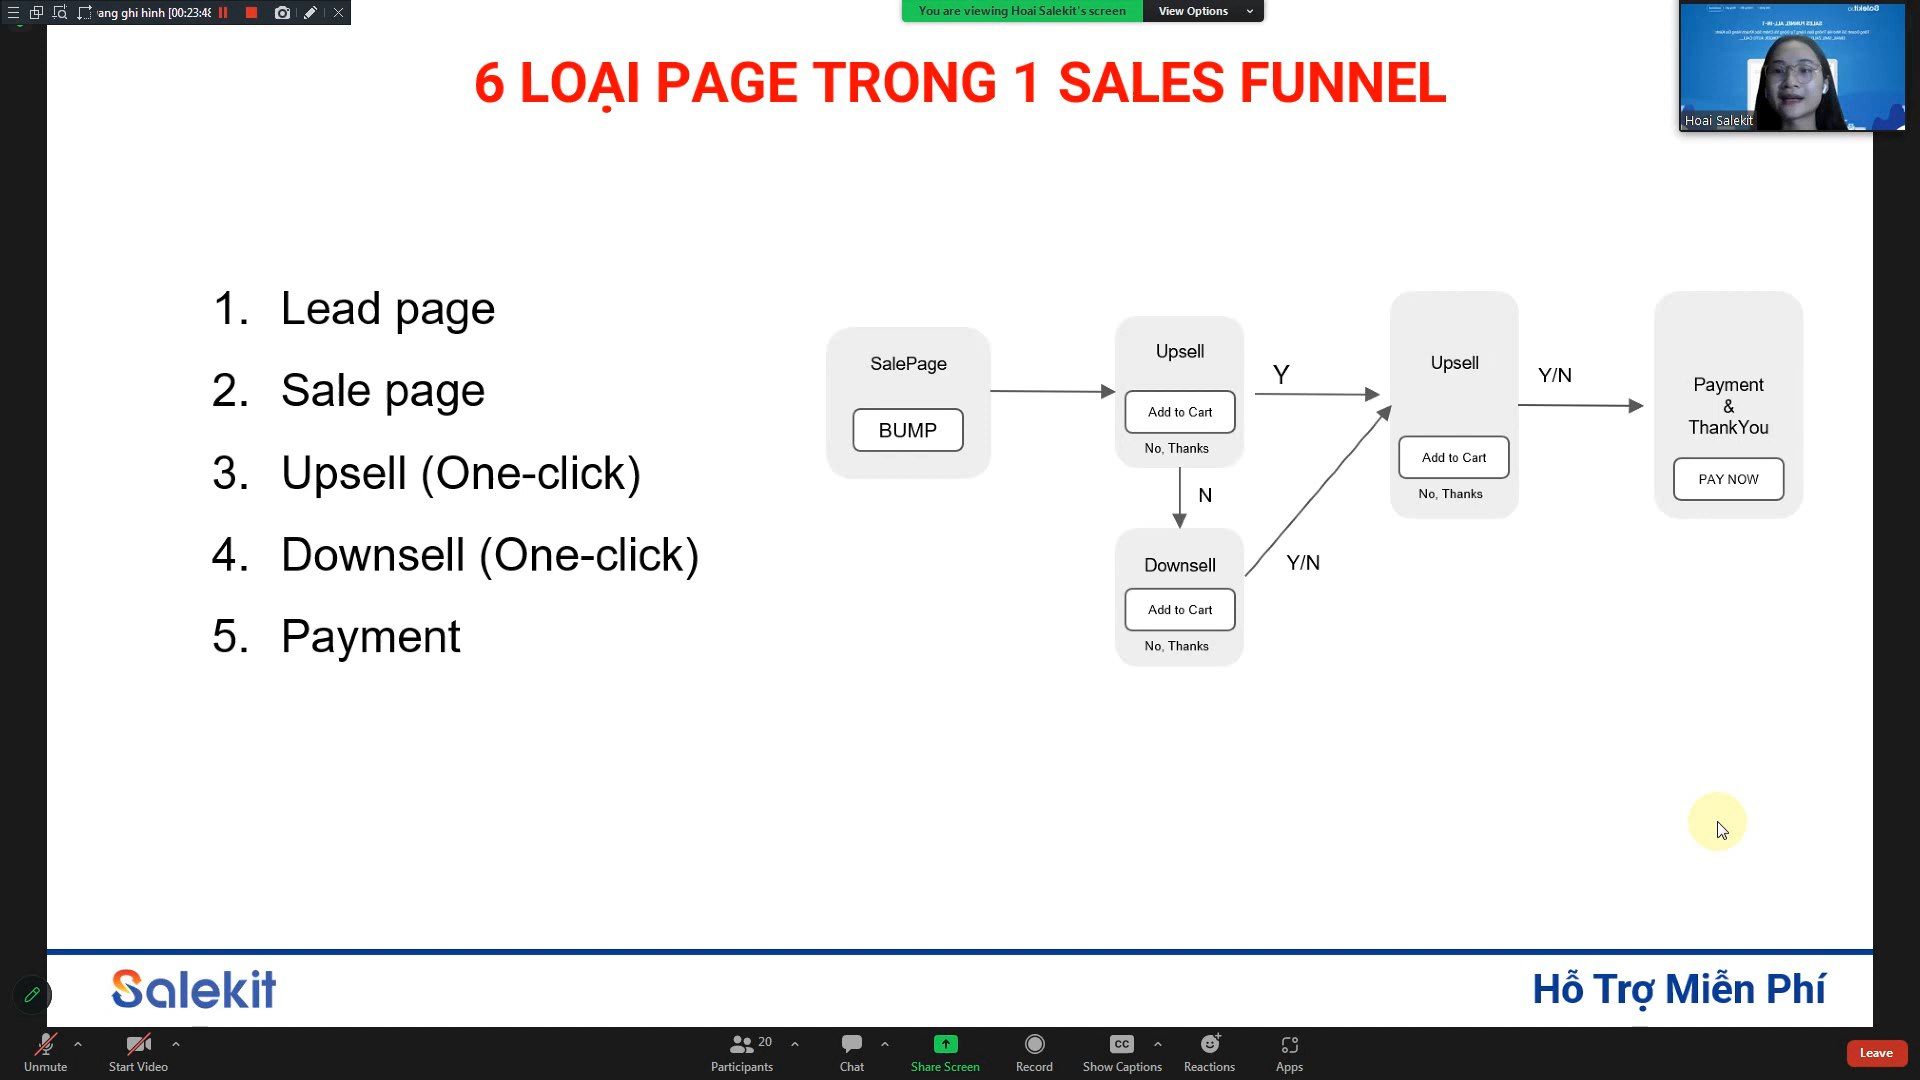 ang ghi hình [00:23:48
You are viewing Hoai Salekit's screen
View Options
6 LOẠI PAGE TRONG 1 SALES FUNNEL
Hoai Salekit
1. Lead page
2. Sale page
3. Upsell (One-click)
4. Downsell (One-click)
5. Payment
SalePage
BUMP
Upsell
Add to Cart
No, Thanks
Y
N
Downsell
Add to Cart
No, Thanks
Y/N
Upsell
Add to Cart
No, Thanks
Y/N
Payment
&
ThankYou
PAY NOW
Salekit
Hỗ Trợ Miễn Phí
Unmute
Start Video
20
Participants
Chat
Share Screen
Record
CC
Show Captions
Reactions
Apps
Leave